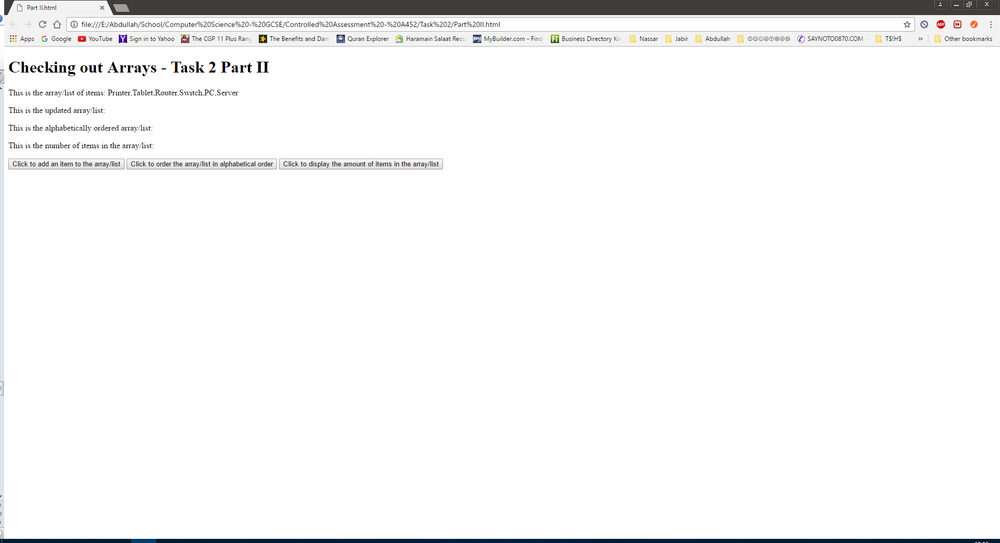 Part II.html
file:///E:/Abdullah/School/Computer%20Science%20-%20GCSE/Controlled%20Assessment%20-%20A452/Task%202/Part%20II.html
ABP
Apps Google YouTube Sign in to Yahoo The CGP 11 Plus Rang The Benefits and Dan Quran Explorer Haramain Salaat Reco MyBuilder.com - Find Business Directory Kin Nassar Jabir Abdullah ⓈⓊⓁⒶⓎⓂⒶⓃ SAYNOTO0870.COM - T$!H$ » Other bookmarks
Checking out Arrays - Task 2 Part II
This is the array/list of items: Printer,Tablet,Router,Switch,PC,Server
This is the updated array/list:
This is the alphabetically ordered array/list:
This is the number of items in the array/list:
Click to add an item to the array/list Click to order the array/list in alphabetical order Click to display the amount of items in the array/list